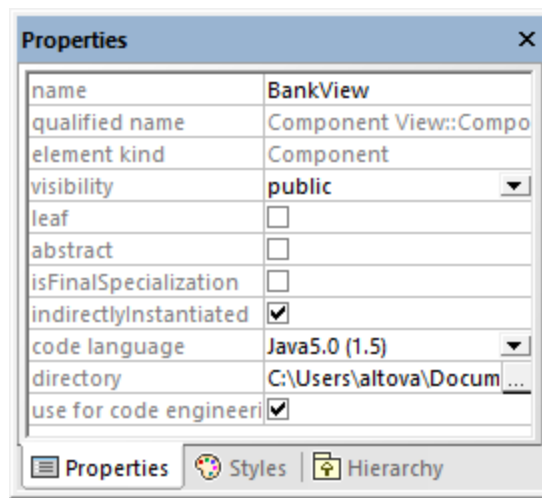 Properties
name BankView
qualified name Component View::Compo
element kind Component
visibility public
leaf
abstract
isFinalSpecialization
indirectlyInstantiated
code language Java5.0 (1.5)
directory C:\Users\altova\Docum ...
use for code engineeri
Properties Styles Hierarchy